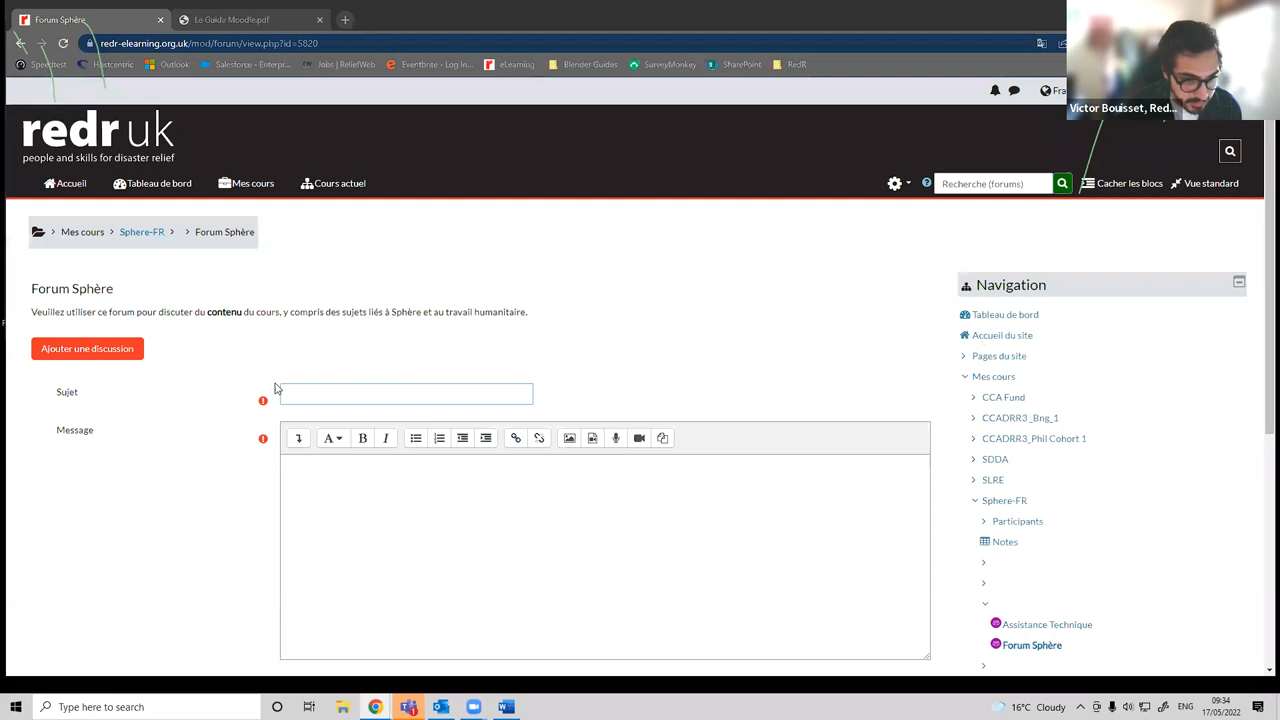 Forum Sphère
Le Guide Moodle.pdf
redr-elearning.org.uk/mod/forum/view.php?id=5820
Speedtest
Hostcentric
Outlook
Salesforce - Enterpr...
Jobs | ReliefWeb
Eventbrite - Log In...
eLearning
Blender Guides
SurveyMonkey
SharePoint
RedR
Fra
Victor Bouisset, Red...
redr uk
people and skills for disaster relief
Accueil
Tableau de bord
Mes cours
Cours actuel
Recherche (forums)
Cacher les blocs
Vue standard
Mes cours > Sphere-FR > > Forum Sphère
Forum Sphère
Veuillez utiliser ce forum pour discuter du contenu du cours, y compris des sujets liés à Sphère et au travail humanitaire.
Ajouter une discussion
Sujet
Message
A
B
I
Navigation
Tableau de bord
Accueil du site
Pages du site
Mes cours
CCA Fund
CCADRR3 _Bng_1
CCADRR3_Phil Cohort 1
SDDA
SLRE
Sphere-FR
Participants
Notes
Assistance Technique
Forum Sphère
Type here to search
16°C Cloudy
ENG
09:34
17/05/2022